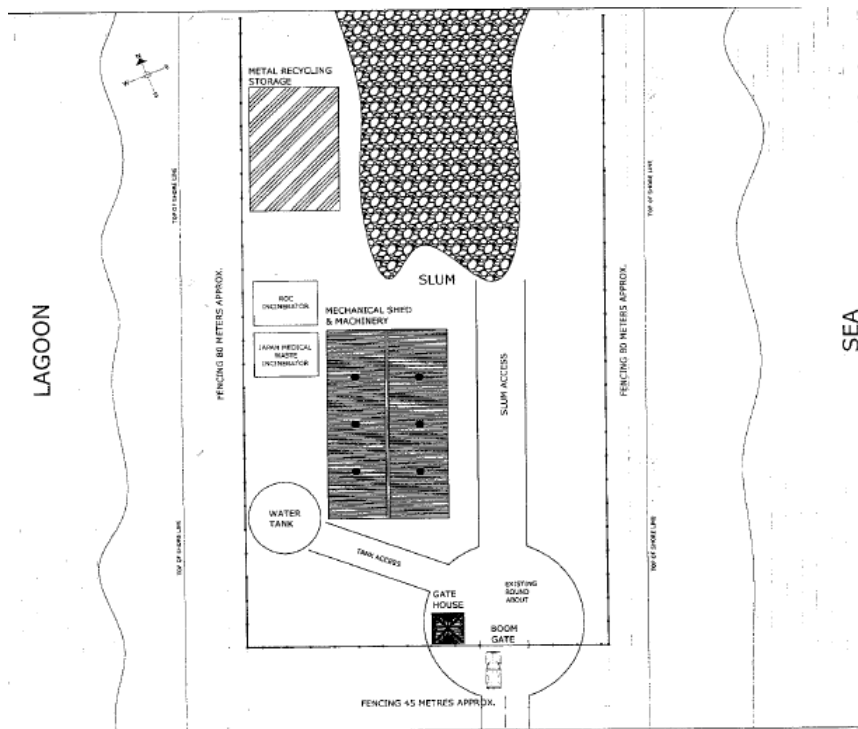 N
E
W
S
METAL RECYCLING
STORAGE
TOP OF SHORE LINE
TOP OF SHORE LINE
SLUM
ROC
INCINERATOR
MECHANICAL SHED
& MACHINERY
JAPAN MEDICAL
WASTE
INCINERATOR
FENCING 80 METERS APPROX.
FENCING 80 METERS APPROX.
LAGOON
SEA
SLUM ACCESS
WATER
TANK
TANK ACCESS
TOP OF SHORE LINE
TOP OF SHORE LINE
EXISTING
ROUND
ABOUT
GATE
HOUSE
BOOM
GATE
FENCING 45 METRES APPROX.